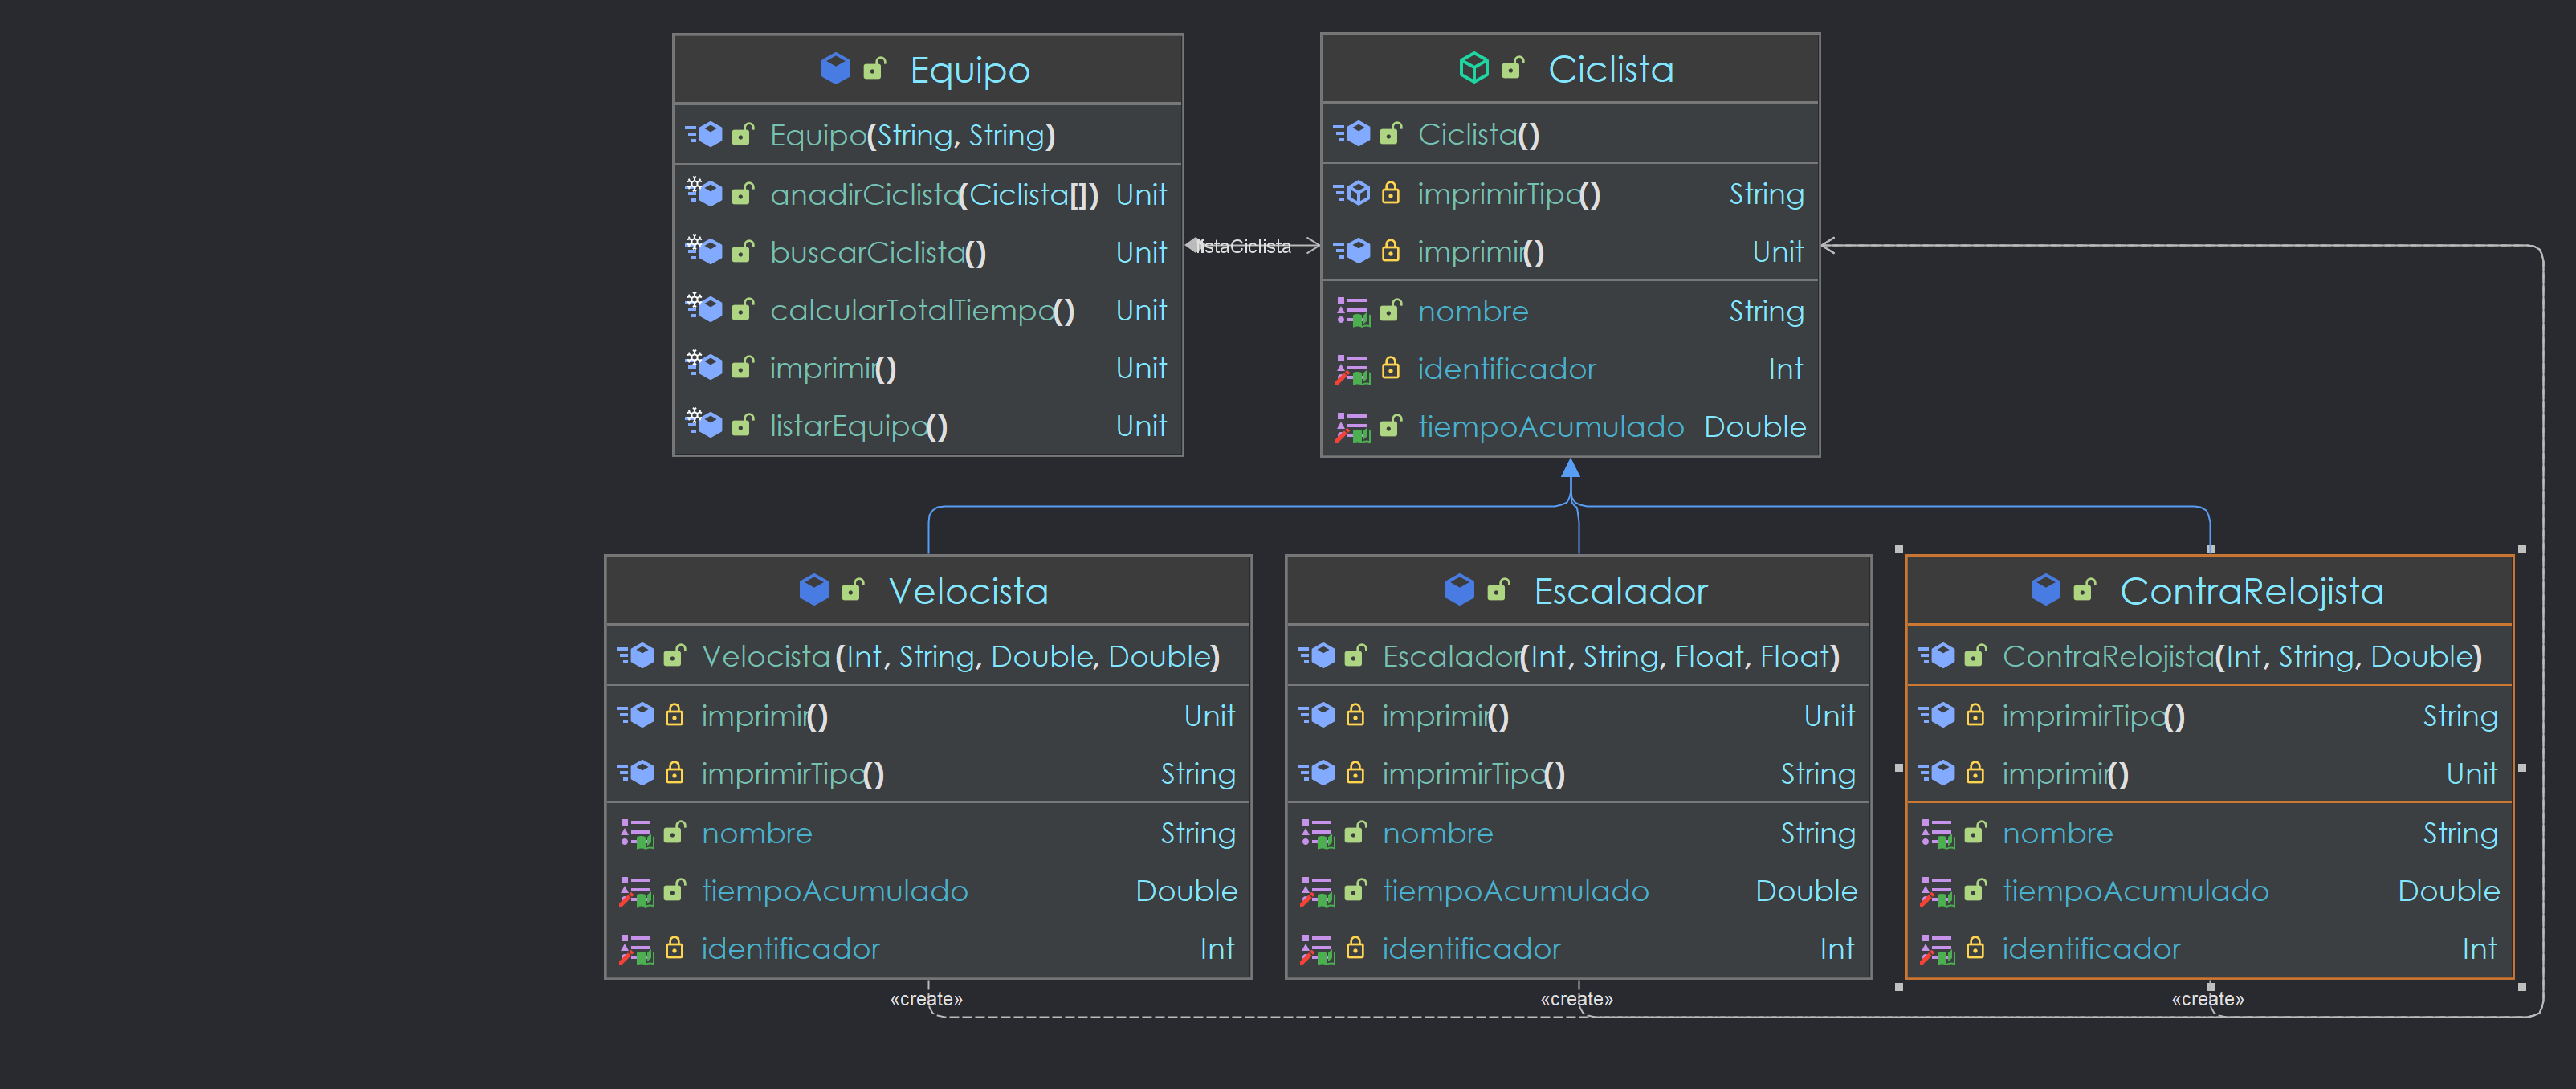 Equipo
Equipo(String, String)
anadirCiclista(Ciclista[]) Unit
buscarCiclista() Unit
calcularTotalTiempo() Unit
imprimir() Unit
listarEquipo() Unit
listaCiclista
Ciclista
Ciclista()
imprimirTipo() String
imprimir() Unit
nombre String
identificador Int
tiempoAcumulado Double
Velocista
Velocista(Int, String, Double, Double)
imprimir() Unit
imprimirTipo() String
nombre String
tiempoAcumulado Double
identificador Int
«create»
Escalador
Escalador(Int, String, Float, Float)
imprimir() Unit
imprimirTipo() String
nombre String
tiempoAcumulado Double
identificador Int
«create»
ContraRelojista
ContraRelojista(Int, String, Double)
imprimirTipo() String
imprimir() Unit
nombre String
tiempoAcumulado Double
identificador Int
«create»